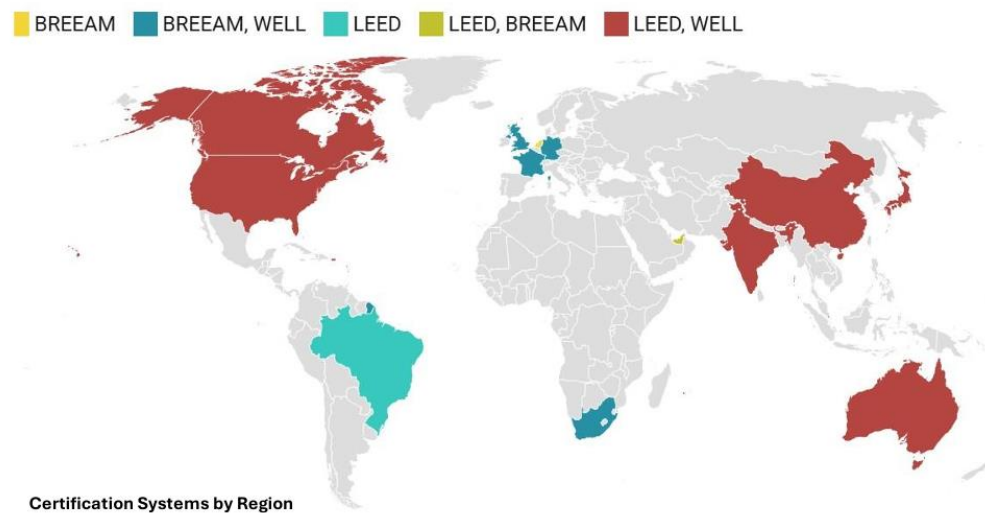 BREEAM BREEAM, WELL LEED LEED, BREEAM LEED, WELL
Certification Systems by Region